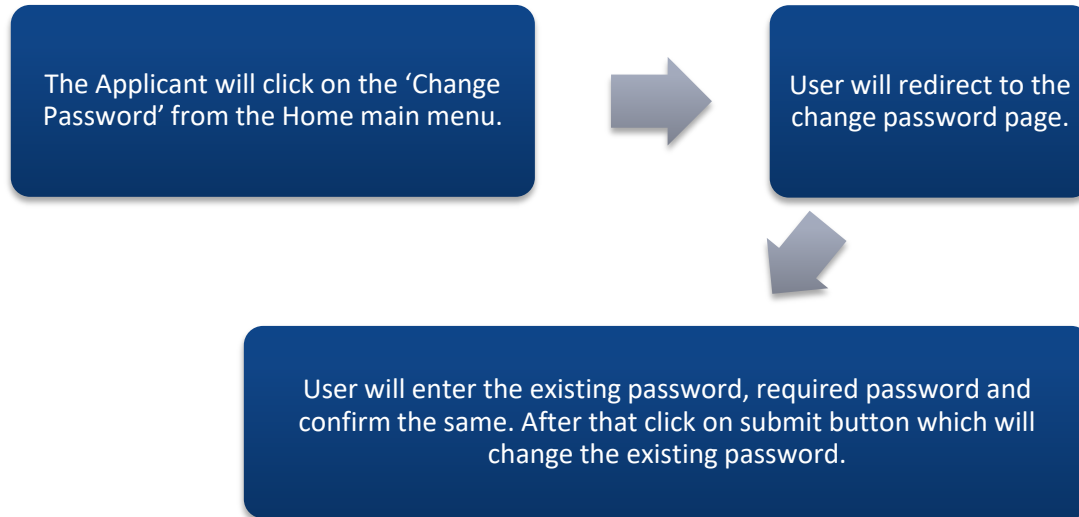 The Applicant will click on the ‘Change
Password’ from the Home main menu.
User will redirect to the
change password page.
User will enter the existing password, required password and
confirm the same. After that click on submit button which will
change the existing password.